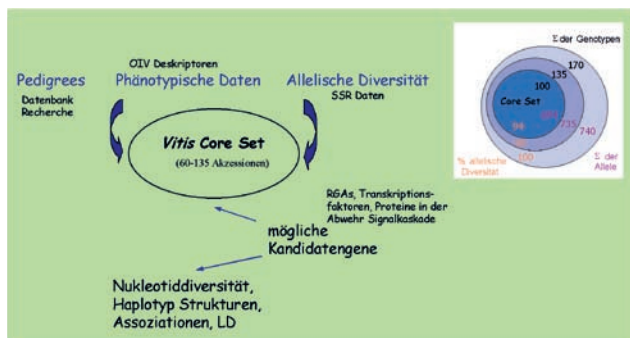 OIV Deskriptoren
Pedigrees
Phänotypische Daten
Allelische Diversität
Datenbank
Recherche
SSR Daten
Vitis Core Set
(60-135 Akzessionen)
RGAs, Transkriptions-
faktoren, Proteine in der
Abwehr Signalkaskade
mögliche
Kandidatengene
Nukleotiddiversität,
Haplotyp Strukturen,
Assoziationen, LD
Σ der Genotypen
170
135
100
Core Set
94
735
740
100
% allelische
Diversität
Σ der
Allele